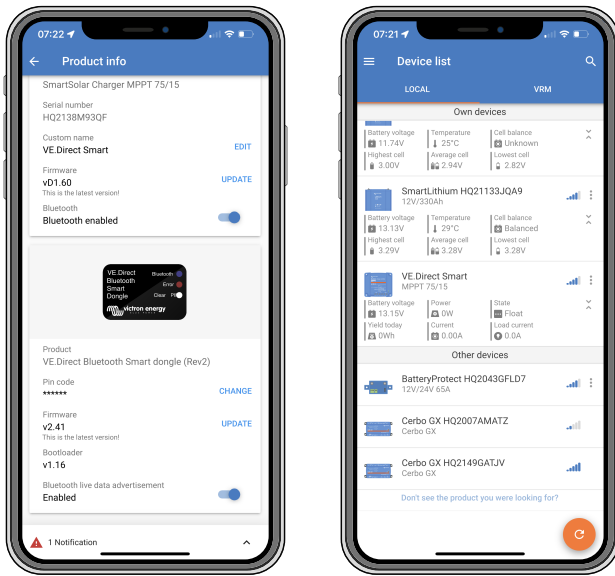 07:22
Product info
SmartSolar Charger MPPT 75/15
Serial number
HQ2138M93QF
Custom name
VE.Direct Smart
EDIT
Firmware
vD1.60
UPDATE
This is the latest version!
Bluetooth
Bluetooth enabled
VE.Direct
Bluetooth
Smart
Dongle
Bluetooth
Error
Clear PIN
victron energy
Product
VE.Direct Bluetooth Smart dongle (Rev2)
Pin code
******
CHANGE
Firmware
v2.41
UPDATE
This is the latest version!
Bootloader
v1.16
Bluetooth live data advertisement
Enabled
1 Notification
07:21
Device list
LOCAL
VRM
Own devices
Battery voltage Temperature Cell balance
11.74V 25°C Unknown
Highest cell Average cell Lowest cell
3.00V 2.94V 2.82V
SmartLithium HQ21133JQA9
12V/330Ah
Battery voltage Temperature Cell balance
13.13V 29°C Balanced
Highest cell Average cell Lowest cell
3.29V 3.28V 3.28V
VE.Direct Smart
MPPT 75/15
Battery voltage Power State
13.15V 0W Float
Yield today Current Load current
0Wh 0.00A 0.0A
Other devices
BatteryProtect HQ2043GFLD7
12V/24V 65A
Cerbo GX HQ2007AMATZ
Cerbo GX
Cerbo GX HQ2149GATJV
Cerbo GX
Don't see the product you were looking for?